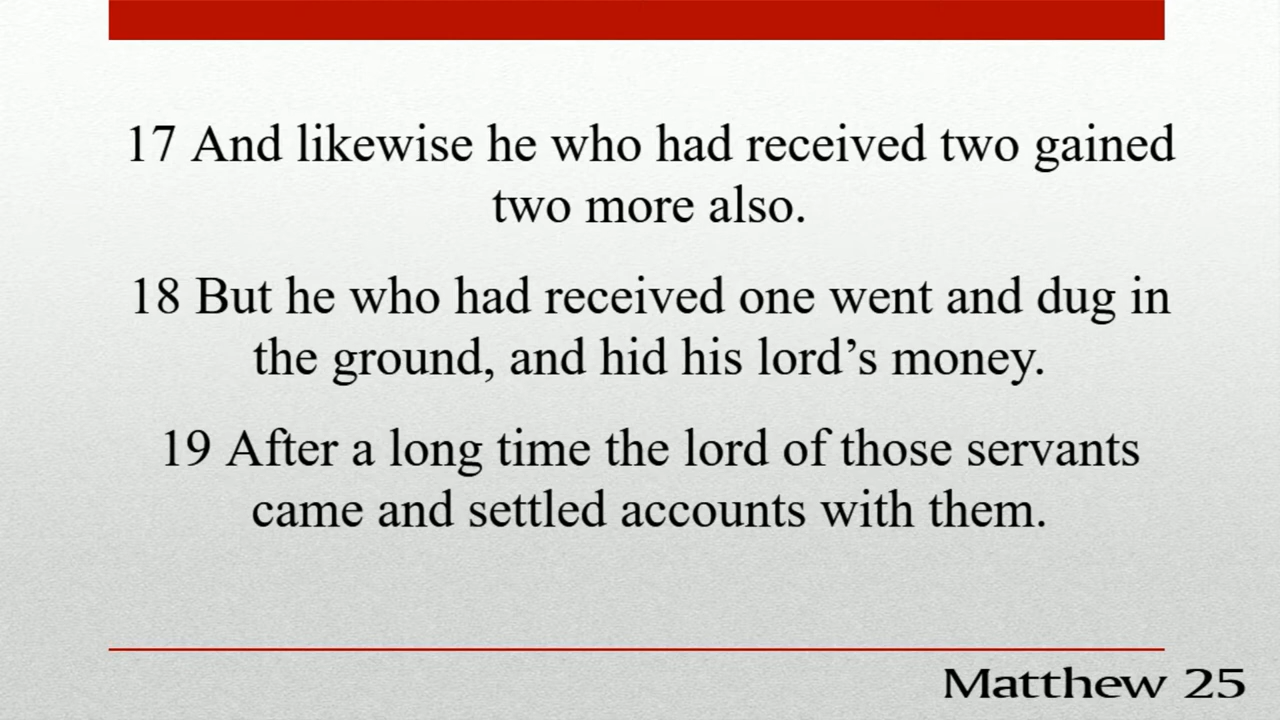 17 And likewise he who had received two gained
two more also.
18 But he who had received one went and dug in
the ground, and hid his lord’s money.
19 After a long time the lord of those servants
came and settled accounts with them.
Matthew 25